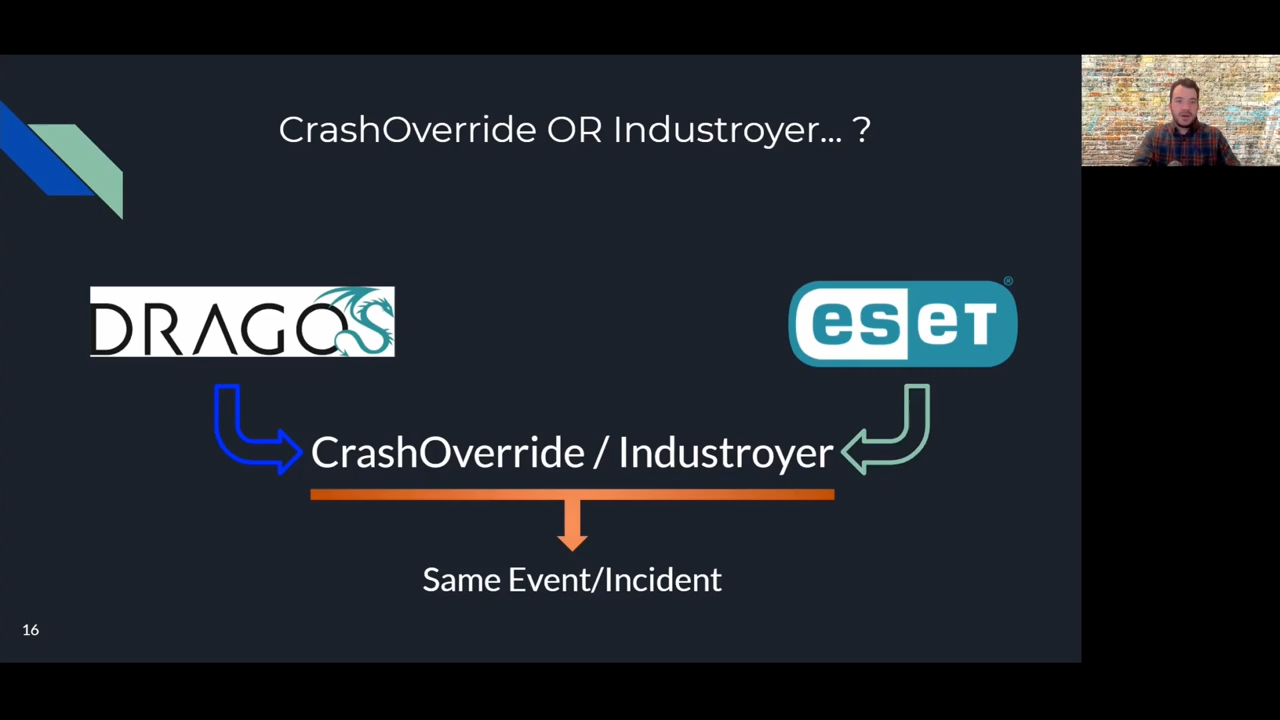 CrashOverride OR Industroyer... ?
DRAGOS
eseT®
CrashOverride / Industroyer
Same Event/Incident
16